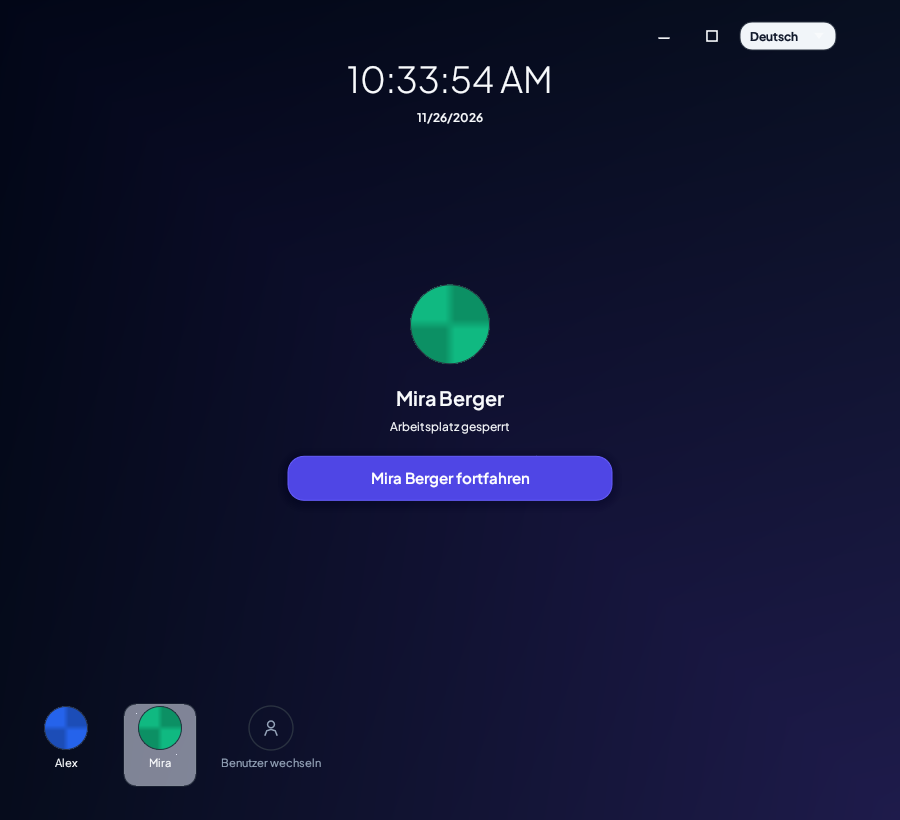 Deutsch
10:33:54 AM
11/26/2026
Mira Berger
Arbeitsplatz gesperrt
Mira Berger fortfahren
Alex
Mira
Benutzer wechseln